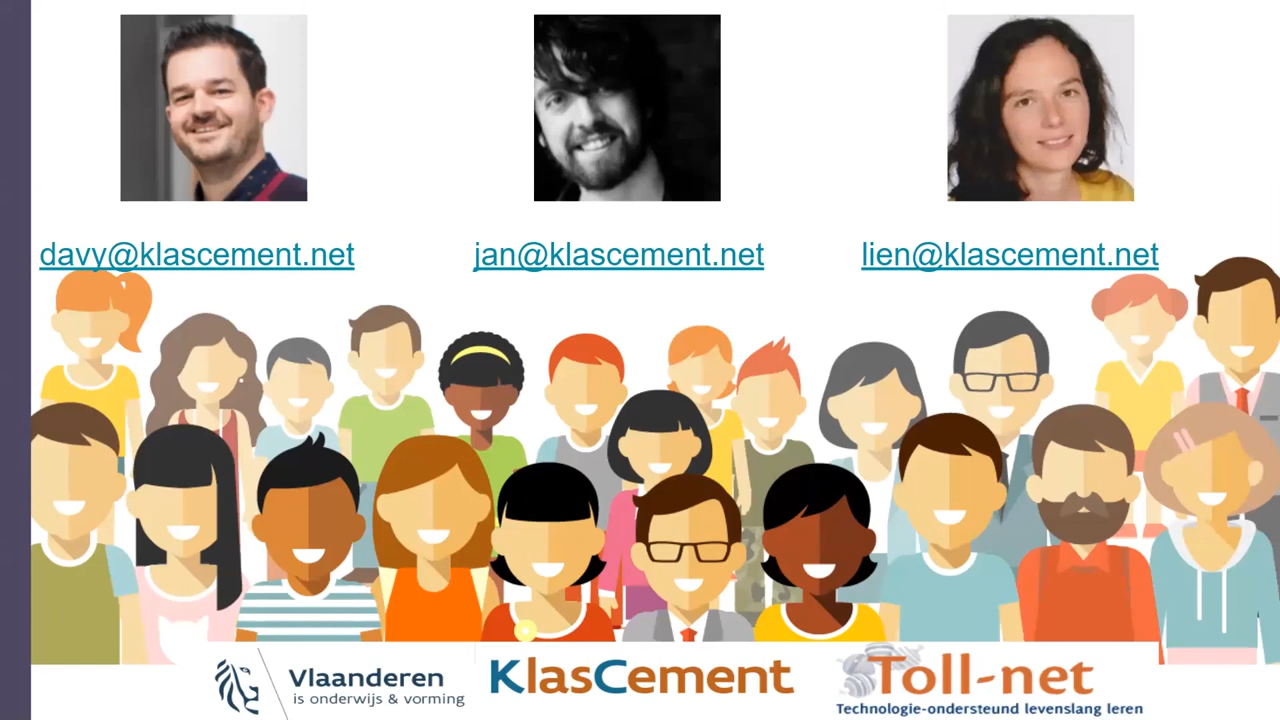 davy@klascement.net
jan@klascement.net
lien@klascement.net
Vlaanderen
is onderwijs & vorming
KlasCement
Toll-net
Technologie-ondersteund levenslang leren